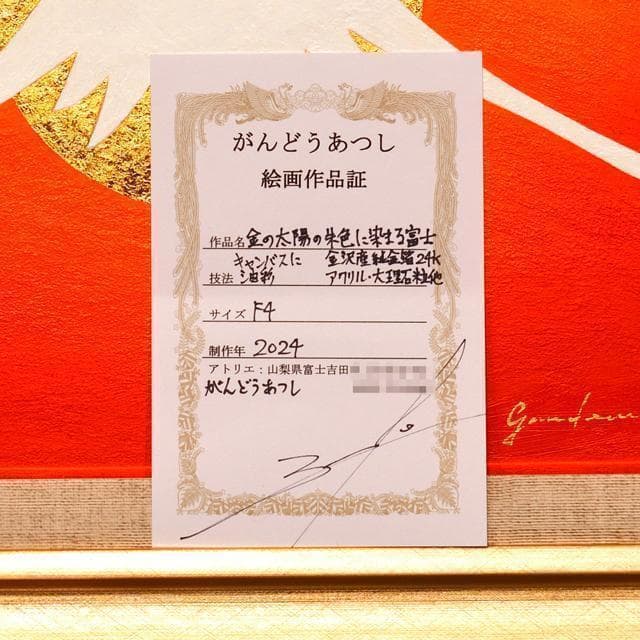 がんどうあつし
絵画作品証
作品名 金の太陽の朱色に染まる富士
キャンバスに 金沢産純金箔24K
技法 油彩 アクリル・大理石粒他
サイズ F4
制作年 2024
アトリエ：山梨県富士吉田
がんどうあつし